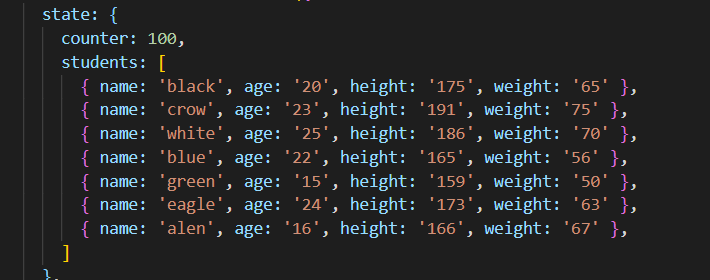 state: {
counter: 100,
students: [
{ name: 'black', age: '20', height: '175', weight: '65' },
{ name: 'crow', age: '23', height: '191', weight: '75' },
{ name: 'white', age: '25', height: '186', weight: '70' },
{ name: 'blue', age: '22', height: '165', weight: '56' },
{ name: 'green', age: '15', height: '159', weight: '50' },
{ name: 'eagle', age: '24', height: '173', weight: '63' },
{ name: 'alen', age: '16', height: '166', weight: '67' },
]
},